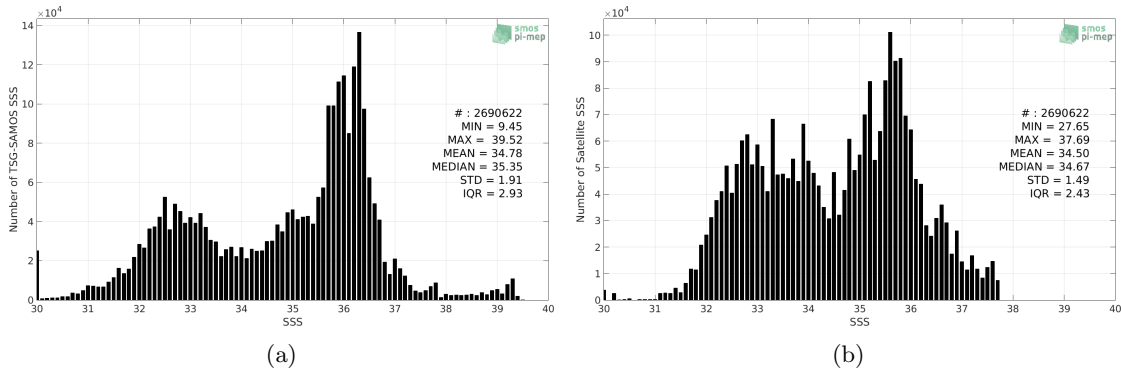 ×10⁴
14
12
10
8
6
4
2
0
Number of TSG-SAMOS SSS
smos
pi-mep
# : 2690622
MIN = 9.45
MAX = 39.52
MEAN = 34.78
MEDIAN = 35.35
STD = 1.91
IQR = 2.93
30 31 32 33 34 35 36 37 38 39 40
SSS
(a)
×10⁴
10
9
8
7
6
5
4
3
2
1
0
Number of Satellite SSS
smos
pi-mep
# : 2690622
MIN = 27.65
MAX = 37.69
MEAN = 34.50
MEDIAN = 34.67
STD = 1.49
IQR = 2.43
30 31 32 33 34 35 36 37 38 39 40
SSS
(b)